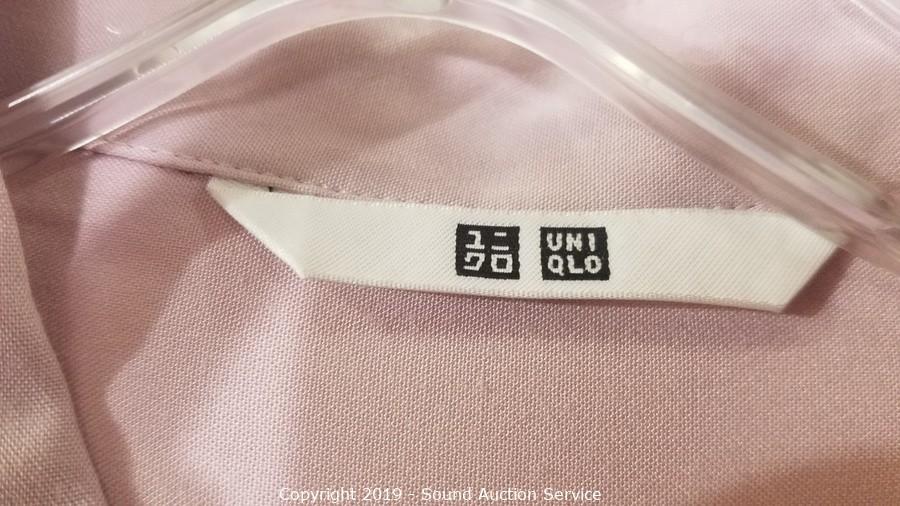 ユニ
クロ
UNI
QLO
Copyright 2019 - Sound Auction Service